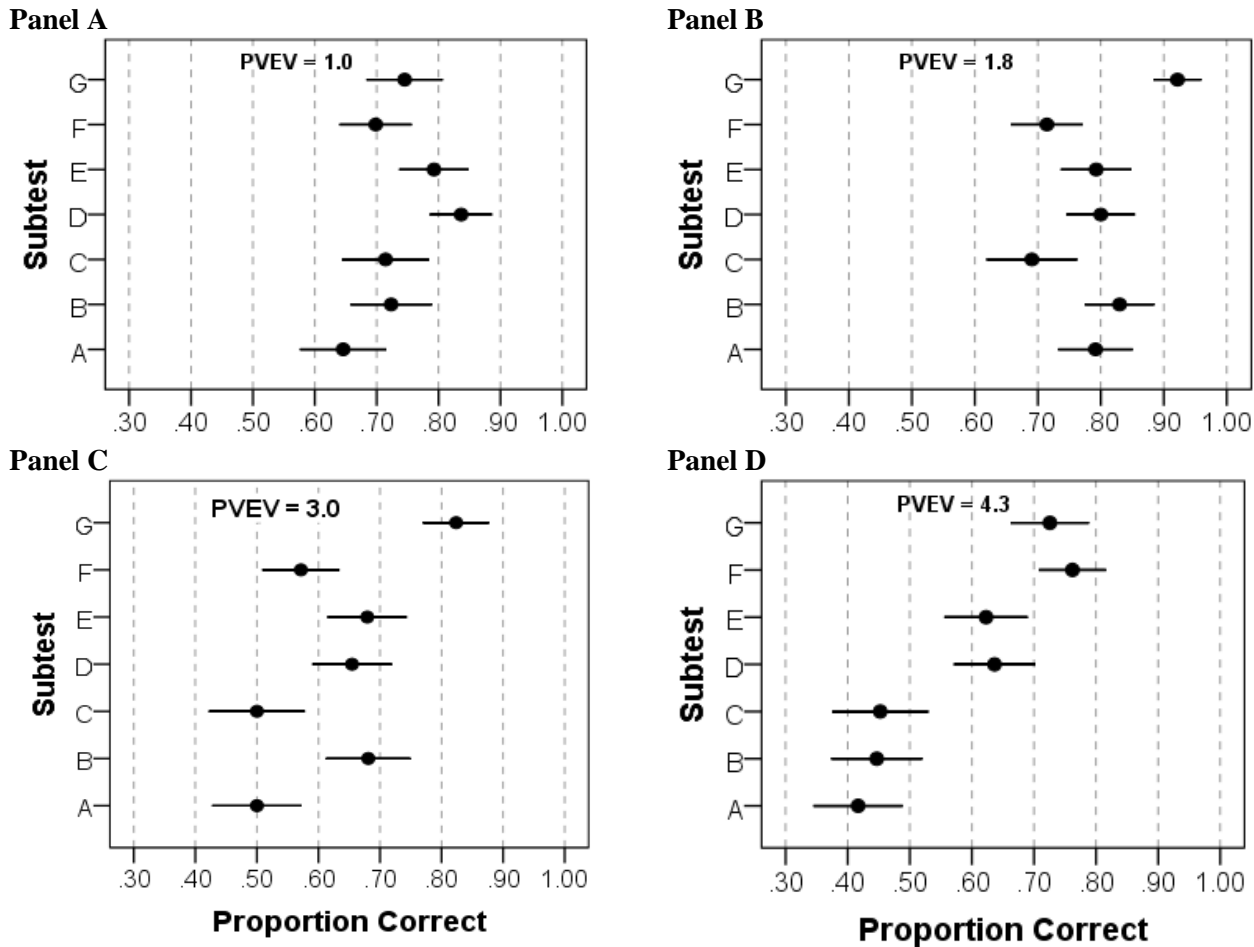 Panel A
PVEV = 1.0
G
F
E
D
C
B
A
Subtest
.30 .40 .50 .60 .70 .80 .90 1.00
Panel B
PVEV = 1.8
G
F
E
D
C
B
A
Subtest
.30 .40 .50 .60 .70 .80 .90 1.00
Panel C
PVEV = 3.0
G
F
E
D
C
B
A
Subtest
.30 .40 .50 .60 .70 .80 .90 1.00
Proportion Correct
Panel D
PVEV = 4.3
G
F
E
D
C
B
A
Subtest
.30 .40 .50 .60 .70 .80 .90 1.00
Proportion Correct